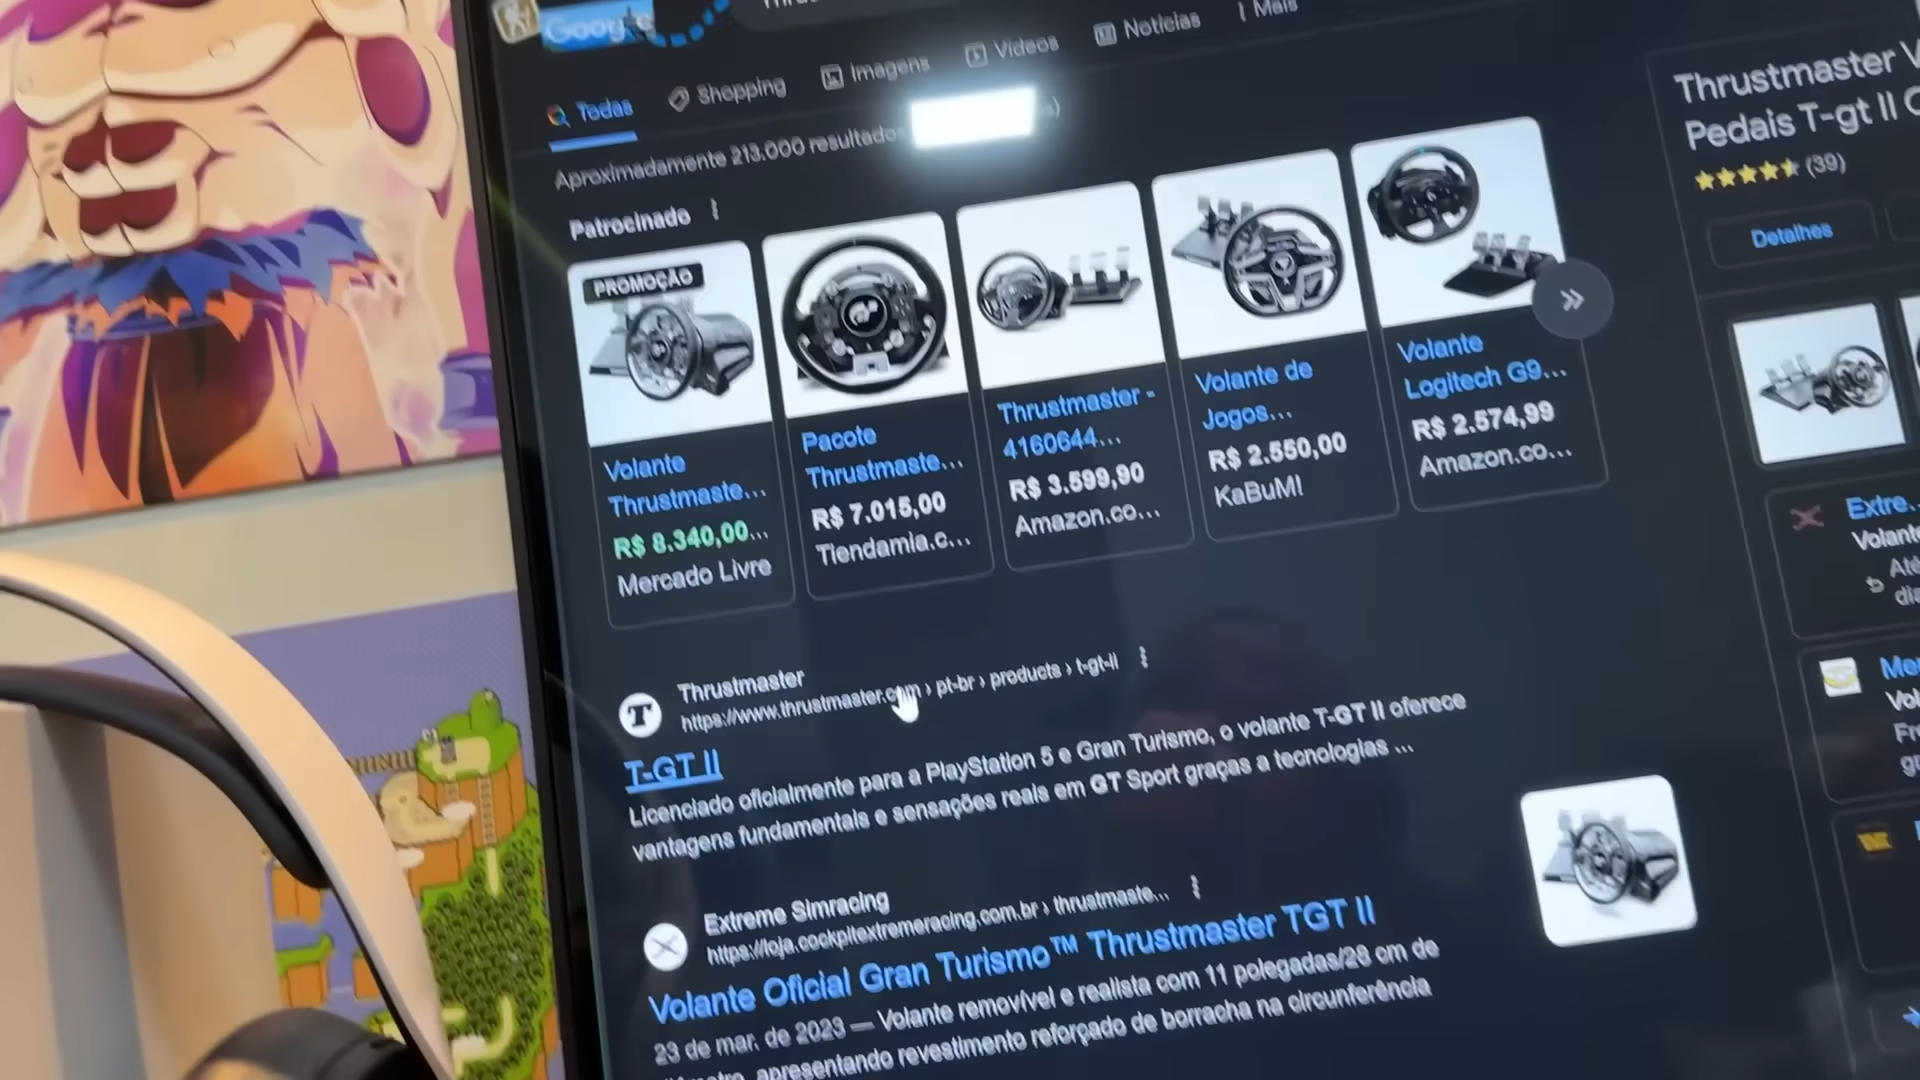 Google
Todas
Shopping
Imagens
Vídeos
Notícias
Mais
Aproximadamente 213.000 resultado
Patrocinado
PROMOÇÃO
Volante
Thrustmaste...
R$ 8.340,00...
Mercado Livre
Pacote
Thrustmaste...
R$ 7.015,00
Tiendamia.c...
Thrustmaster -
4160644...
R$ 3.599,90
Amazon.co...
Volante de
Jogos...
R$ 2.550,00
KaBuM!
Volante
Logitech G9...
R$ 2.574,99
Amazon.co...
Thrustmaster
https://www.thrustmaster.com › pt-br › products › t-gt-ii
T-GT II
Licenciado oficialmente para a PlayStation 5 e Gran Turismo, o volante T-GT II oferece
vantagens fundamentais e sensações reais em GT Sport graças a tecnologias ...
Extreme Simracing
https://loja.cockpitextremeracing.com.br › thrustmaste...
Volante Oficial Gran Turismo™ Thrustmaster TGT II
23 de mar. de 2023 — Volante removível e realista com 11 polegadas/28 cm de
apresentando revestimento reforçado de borracha na circunferência
Thrustmaster V
Pedais T-gt II
(39)
Detalhes
Extre...
Volante
Até